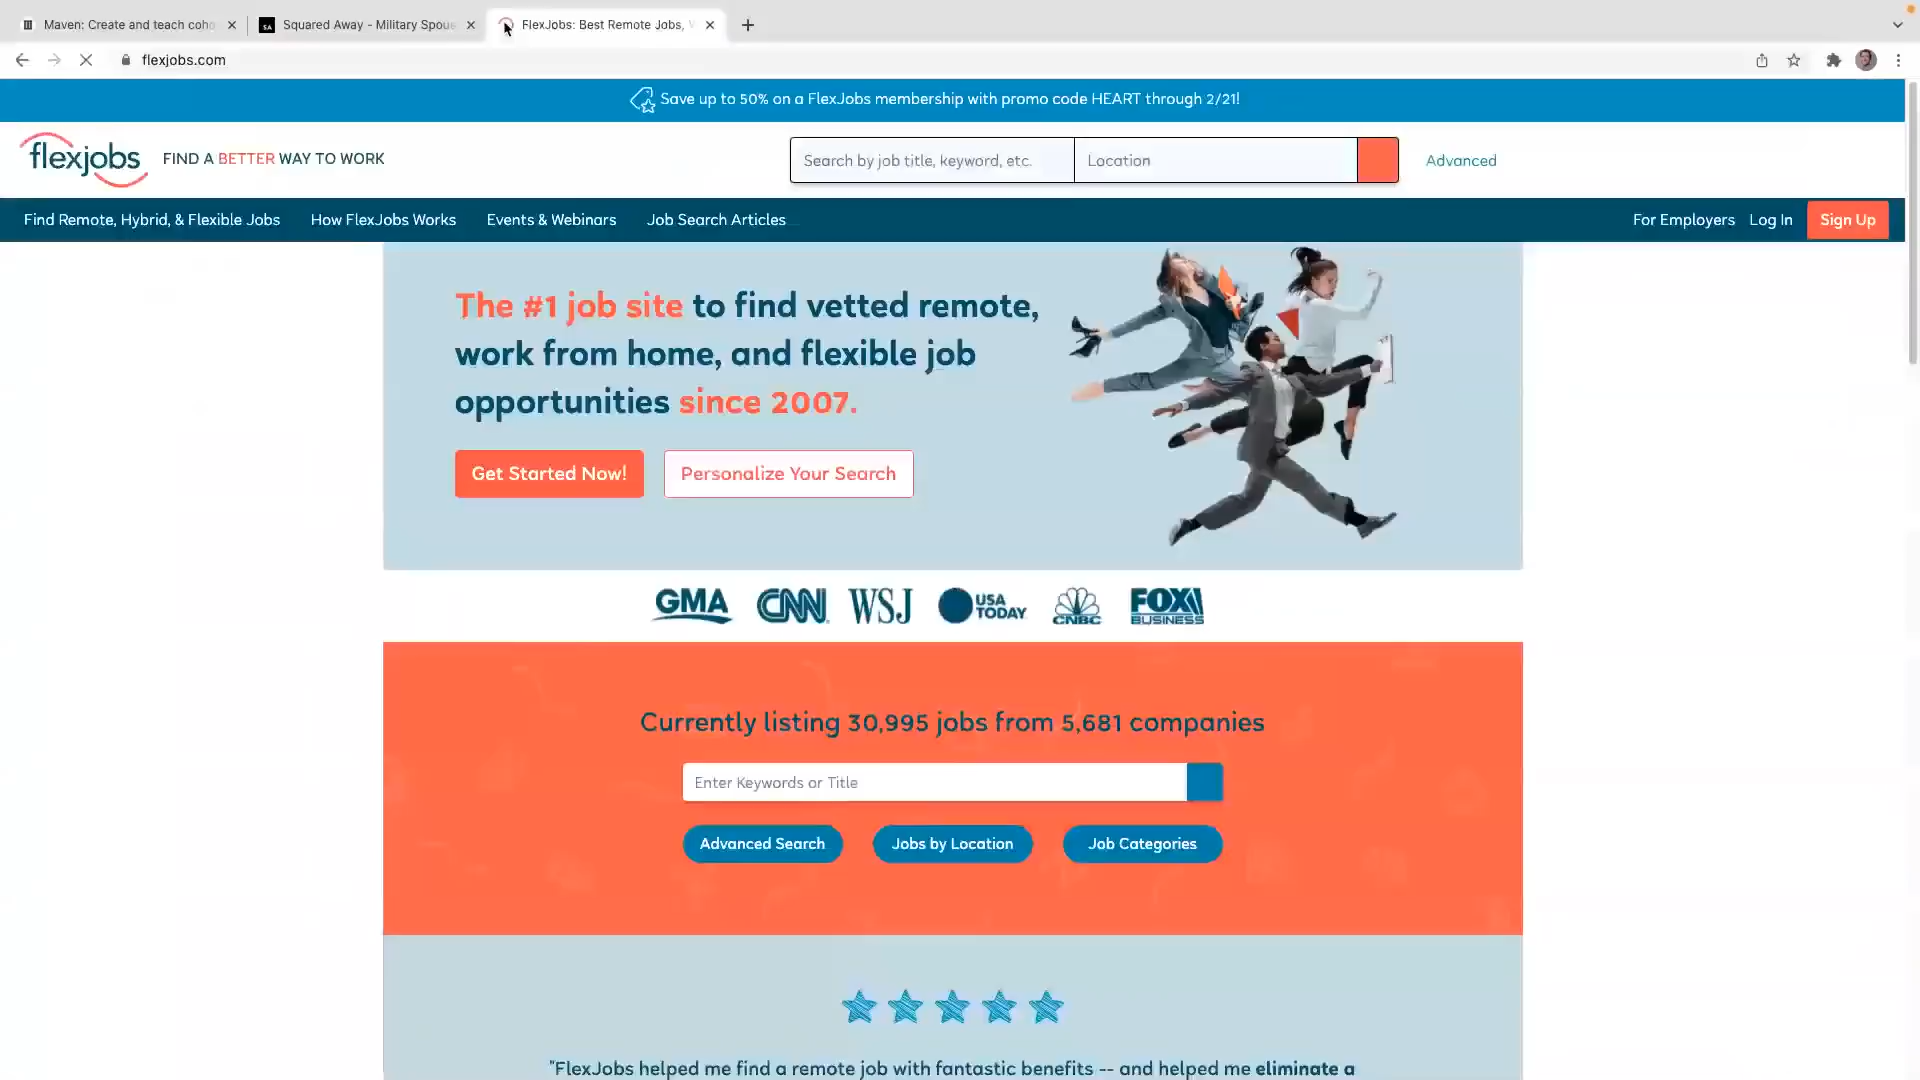 Maven: Create and teach coho
Squared Away - Military Spous
FlexJobs: Best Remote Jobs, W
flexjobs.com
Save up to 50% on a FlexJobs membership with promo code HEART through 2/21!
flexjobs
FIND A BETTER WAY TO WORK
Search by job title, keyword, etc.
Location
Advanced
Find Remote, Hybrid, & Flexible Jobs
How FlexJobs Works
Events & Webinars
Job Search Articles
For Employers
Log In
Sign Up
The #1 job site to find vetted remote,
work from home, and flexible job
opportunities since 2007.
Get Started Now!
Personalize Your Search
GMA
CNN
WSJ
USA
TODAY
CNBC
FOX
BUSINESS
Currently listing 30,995 jobs from 5,681 companies
Enter Keywords or Title
Advanced Search
Jobs by Location
Job Categories
"FlexJobs helped me find a remote job with fantastic benefits -- and helped me eliminate a